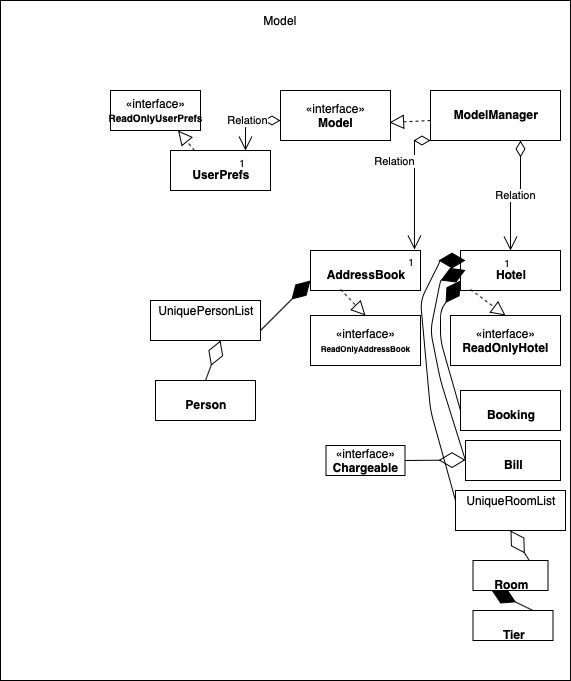 Model
«interface»
ReadOnlyUserPrefs
Relation
«interface»
Model
ModelManager
1
UserPrefs
Relation
Relation
1
AddressBook
1
Hotel
UniquePersonList
«interface»
ReadOnlyAddressBook
«interface»
ReadOnlyHotel
Person
Booking
«interface»
Chargeable
Bill
UniqueRoomList
Room
Tier